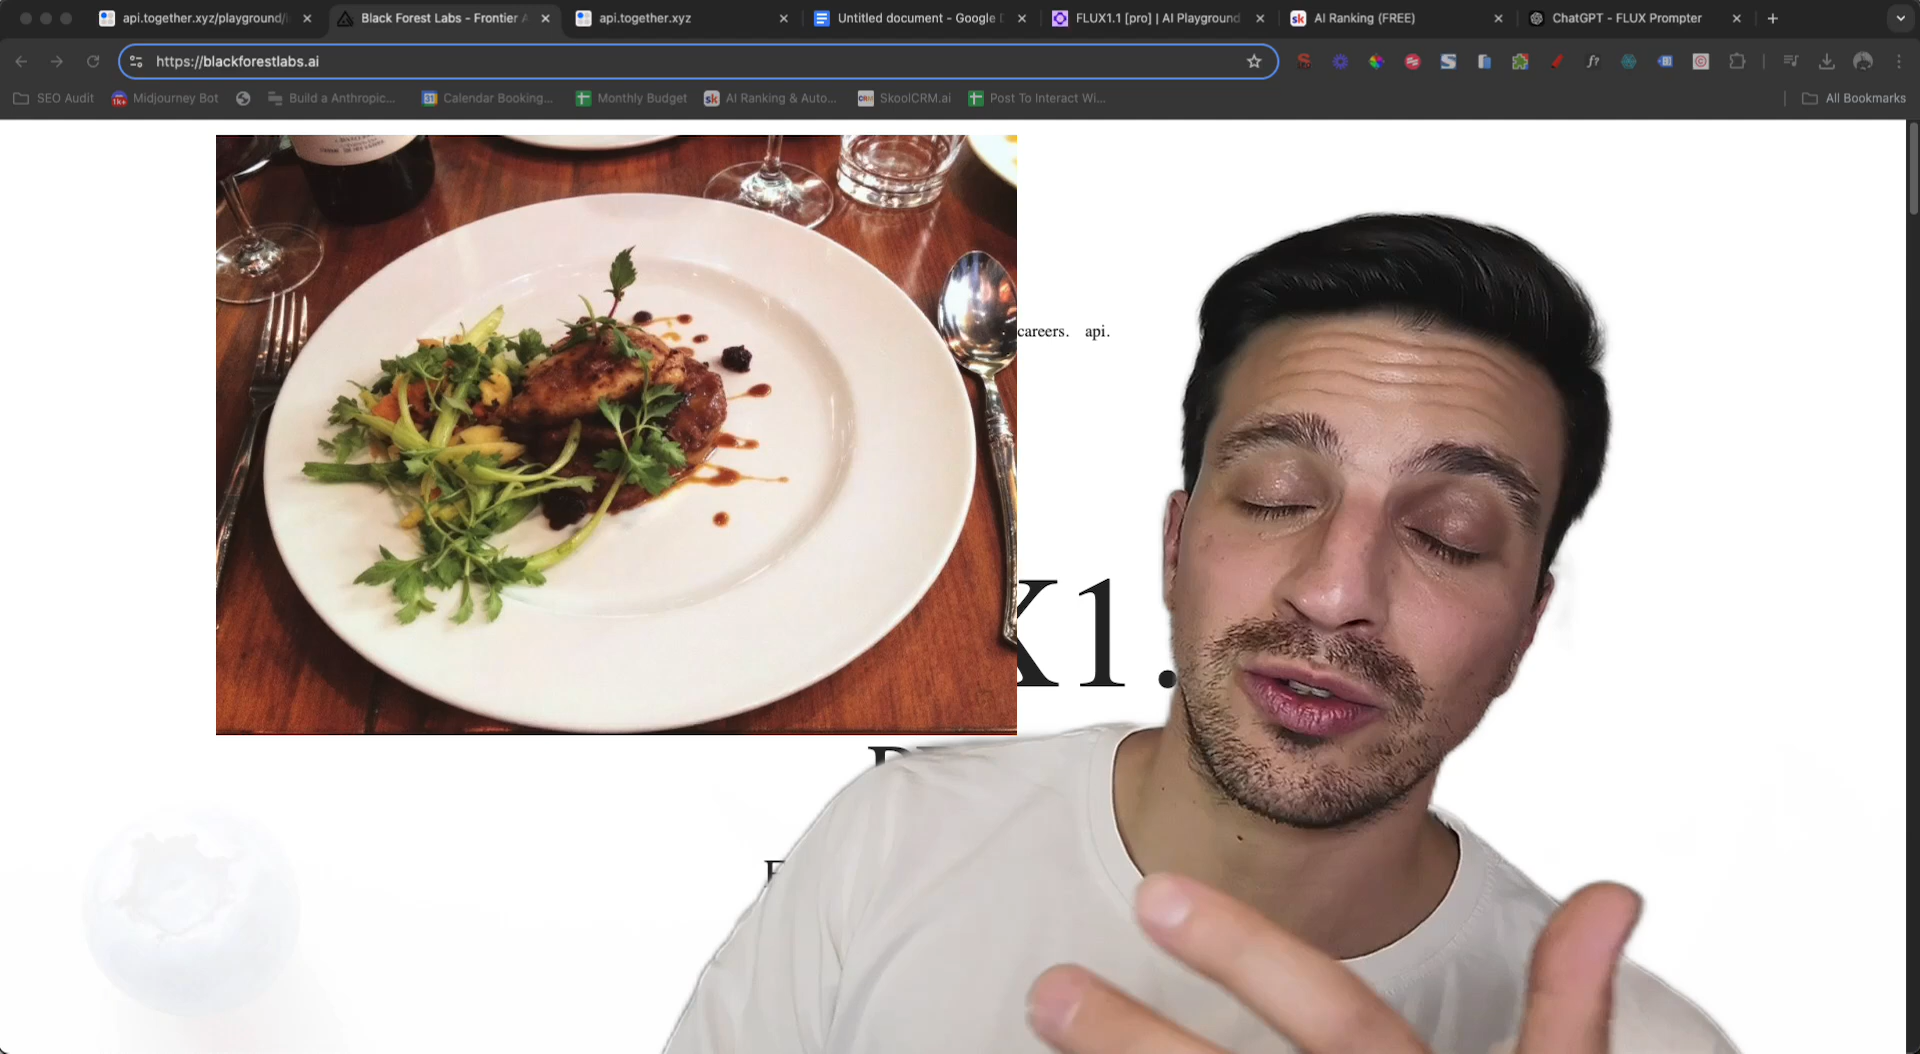 api.together.xyz/playground/i
Black Forest Labs - Frontier A
api.together.xyz
Untitled document - Google D
FLUX1.1 [pro] | AI Playground
AI Ranking (FREE)
ChatGPT - FLUX Prompter
https://blackforestlabs.ai
SEO Audit
Midjourney Bot
Build a Anthropic...
Calendar Booking...
Monthly Budget
AI Ranking & Auto...
SkoolCRM.ai
Post To Interact Wi...
All Bookmarks
careers. api.
X1.